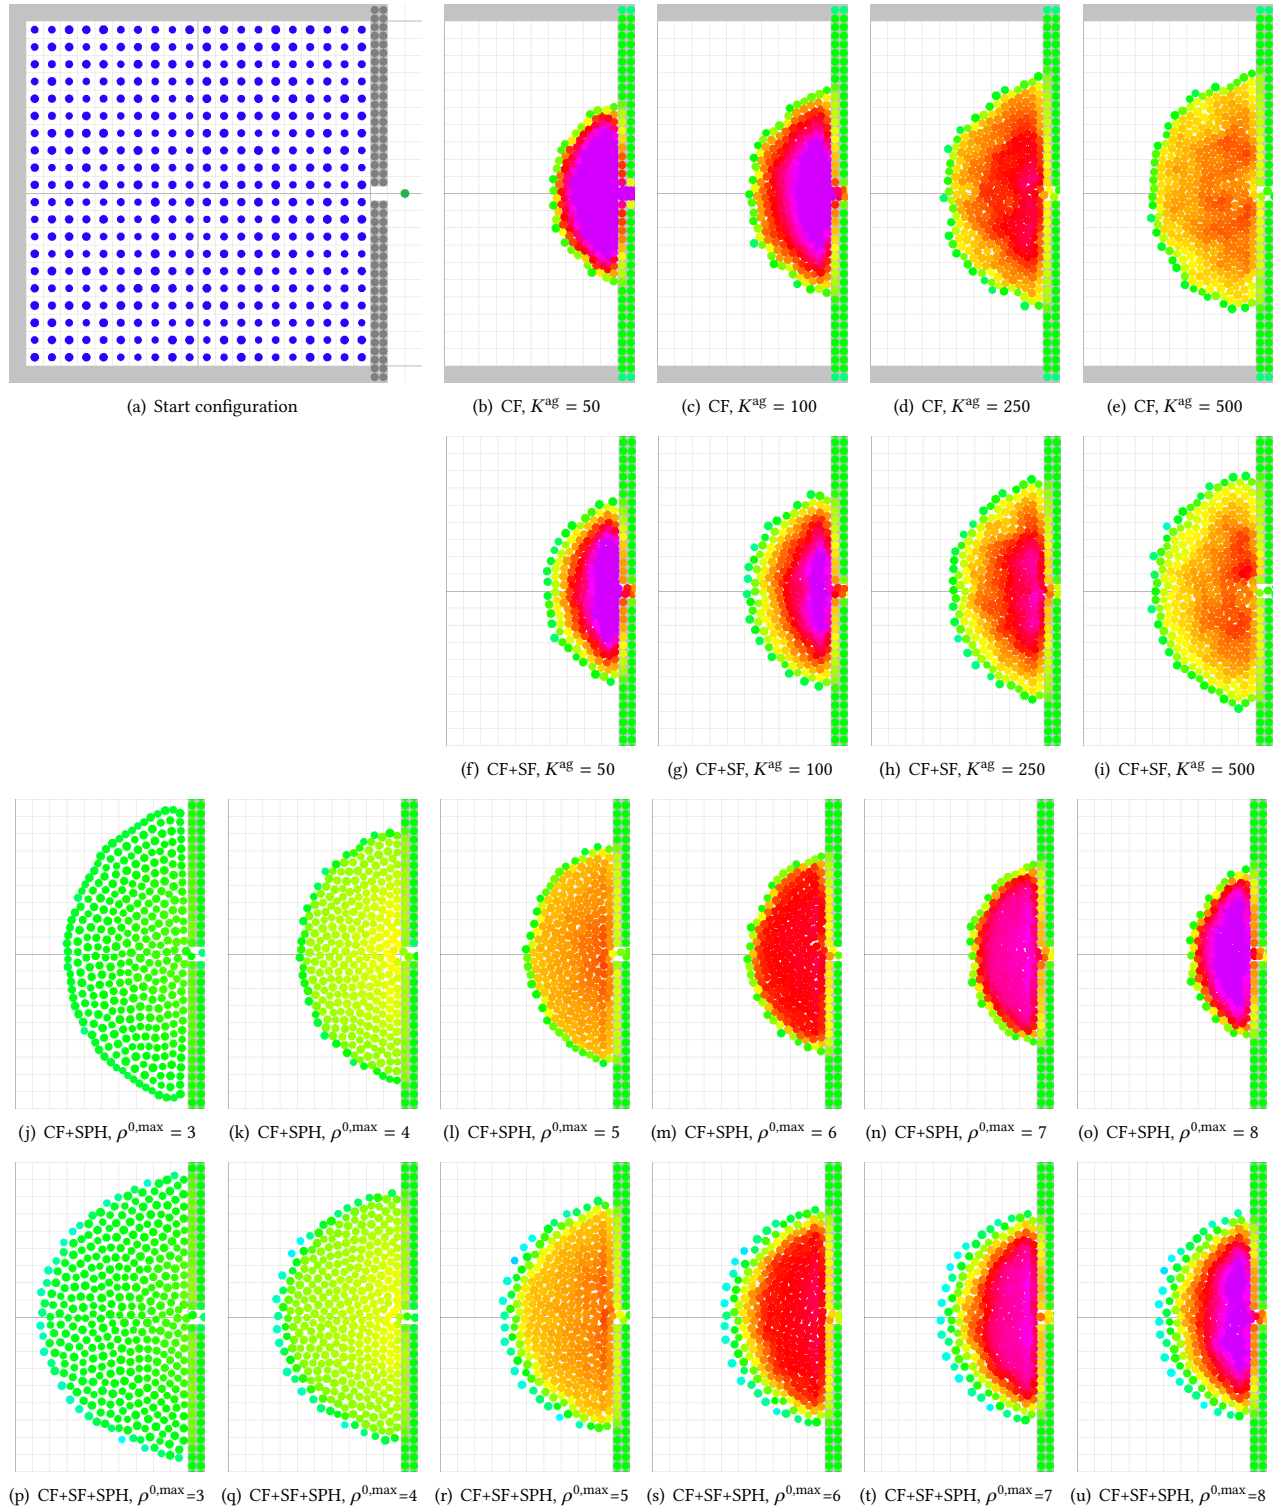 (a) Start configuration
(b) CF, K^ag = 50
(c) CF, K^ag = 100
(d) CF, K^ag = 250
(e) CF, K^ag = 500
(f) CF+SF, K^ag = 50
(g) CF+SF, K^ag = 100
(h) CF+SF, K^ag = 250
(i) CF+SF, K^ag = 500
(j) CF+SPH, ρ^0,max = 3
(k) CF+SPH, ρ^0,max = 4
(l) CF+SPH, ρ^0,max = 5
(m) CF+SPH, ρ^0,max = 6
(n) CF+SPH, ρ^0,max = 7
(o) CF+SPH, ρ^0,max = 8
(p) CF+SF+SPH, ρ^0,max=3
(q) CF+SF+SPH, ρ^0,max=4
(r) CF+SF+SPH, ρ^0,max=5
(s) CF+SF+SPH, ρ^0,max=6
(t) CF+SF+SPH, ρ^0,max=7
(u) CF+SF+SPH, ρ^0,max=8